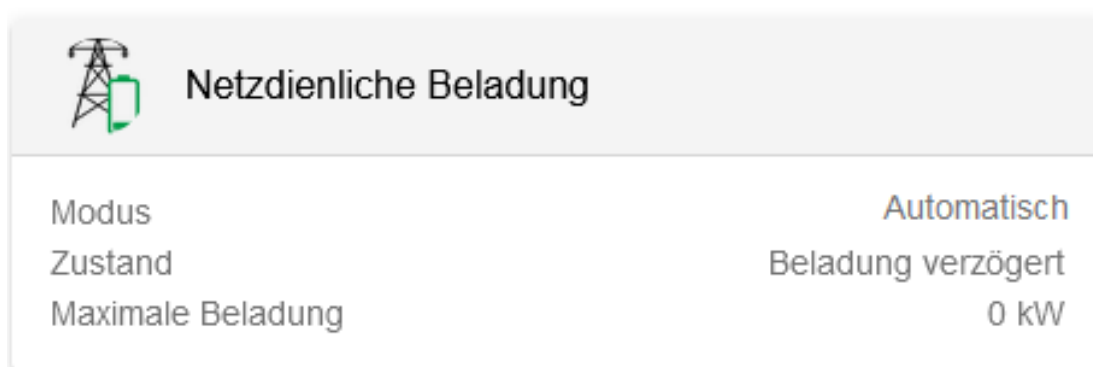 Netzdienliche Beladung
Modus Automatisch
Zustand Beladung verzögert
Maximale Beladung 0 kW